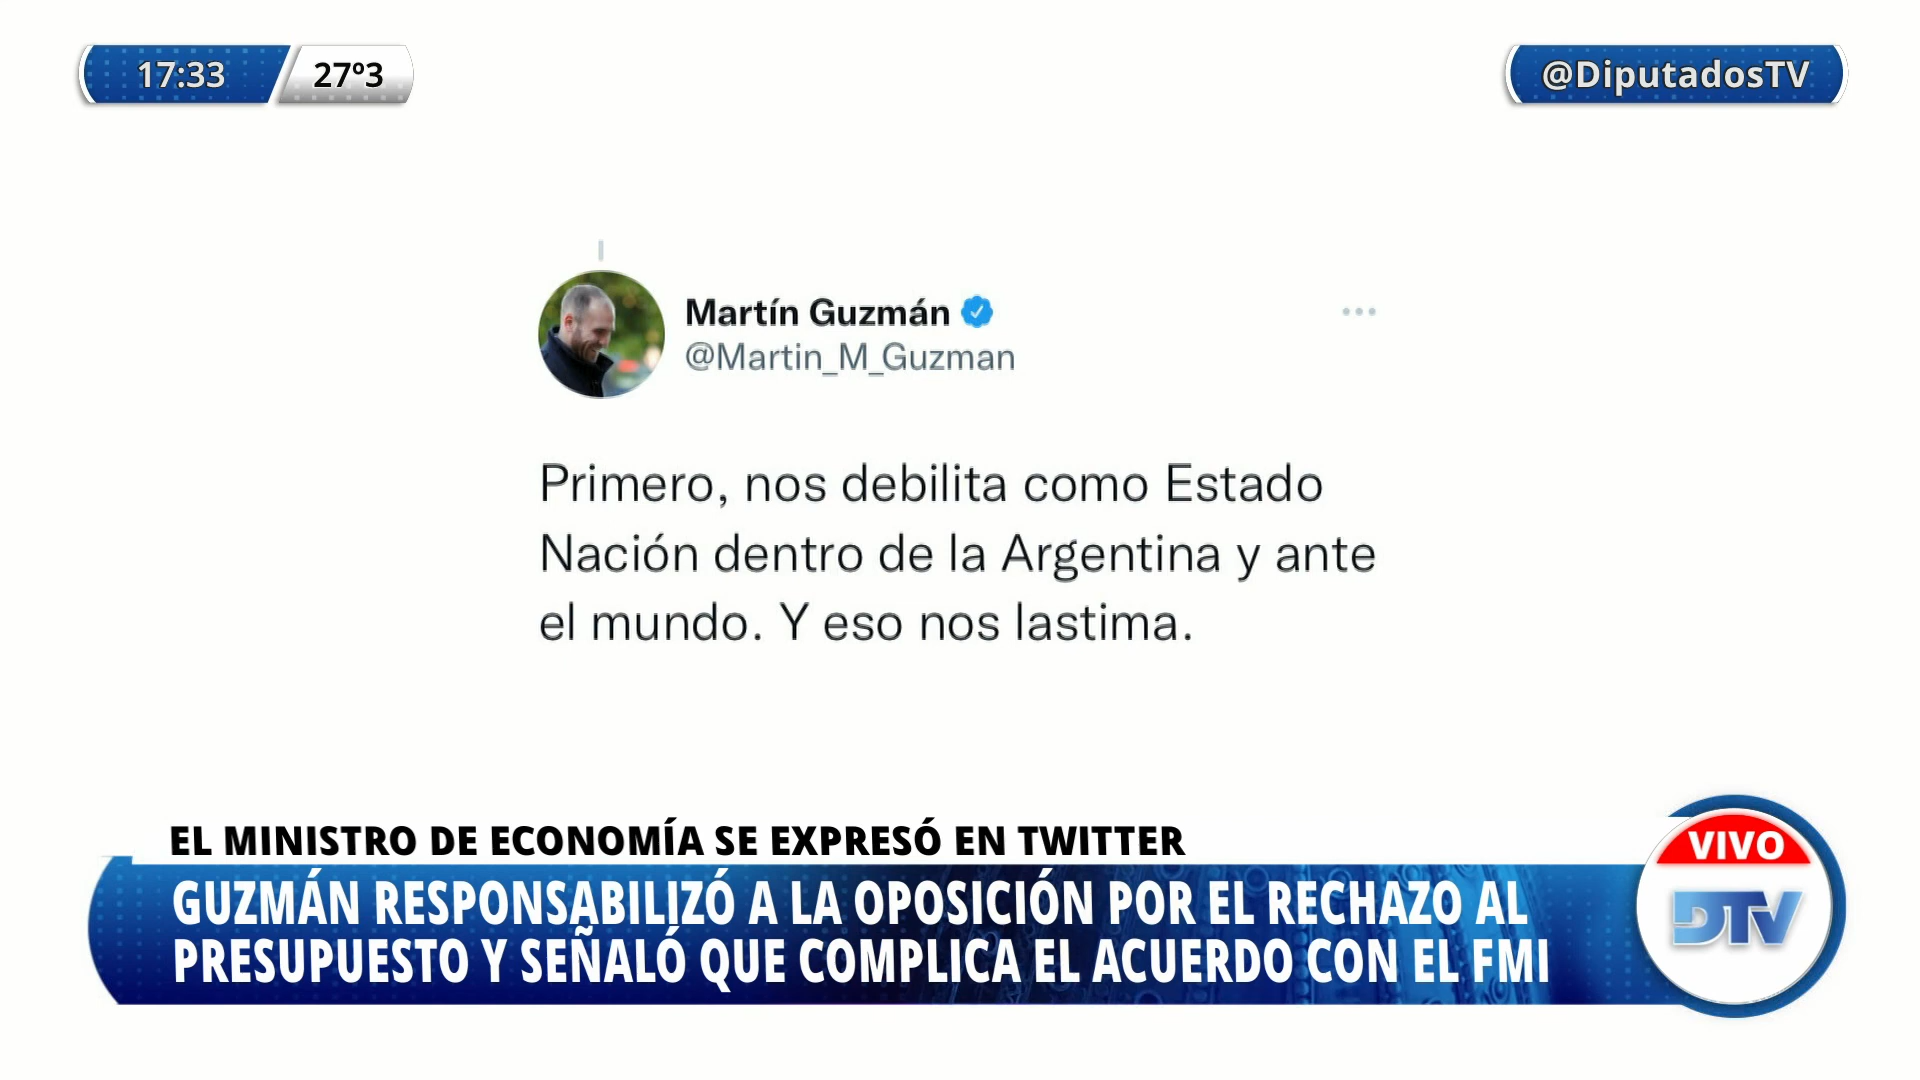 17:33
27º3
@DiputadosTV
Martín Guzmán
@Martin_M_Guzman
Primero, nos debilita como Estado
Nación dentro de la Argentina y ante
el mundo. Y eso nos lastima.
EL MINISTRO DE ECONOMÍA SE EXPRESÓ EN TWITTER
GUZMÁN RESPONSABILIZÓ A LA OPOSICIÓN POR EL RECHAZO AL
PRESUPUESTO Y SEÑALÓ QUE COMPLICA EL ACUERDO CON EL FMI
VIVO
DTV